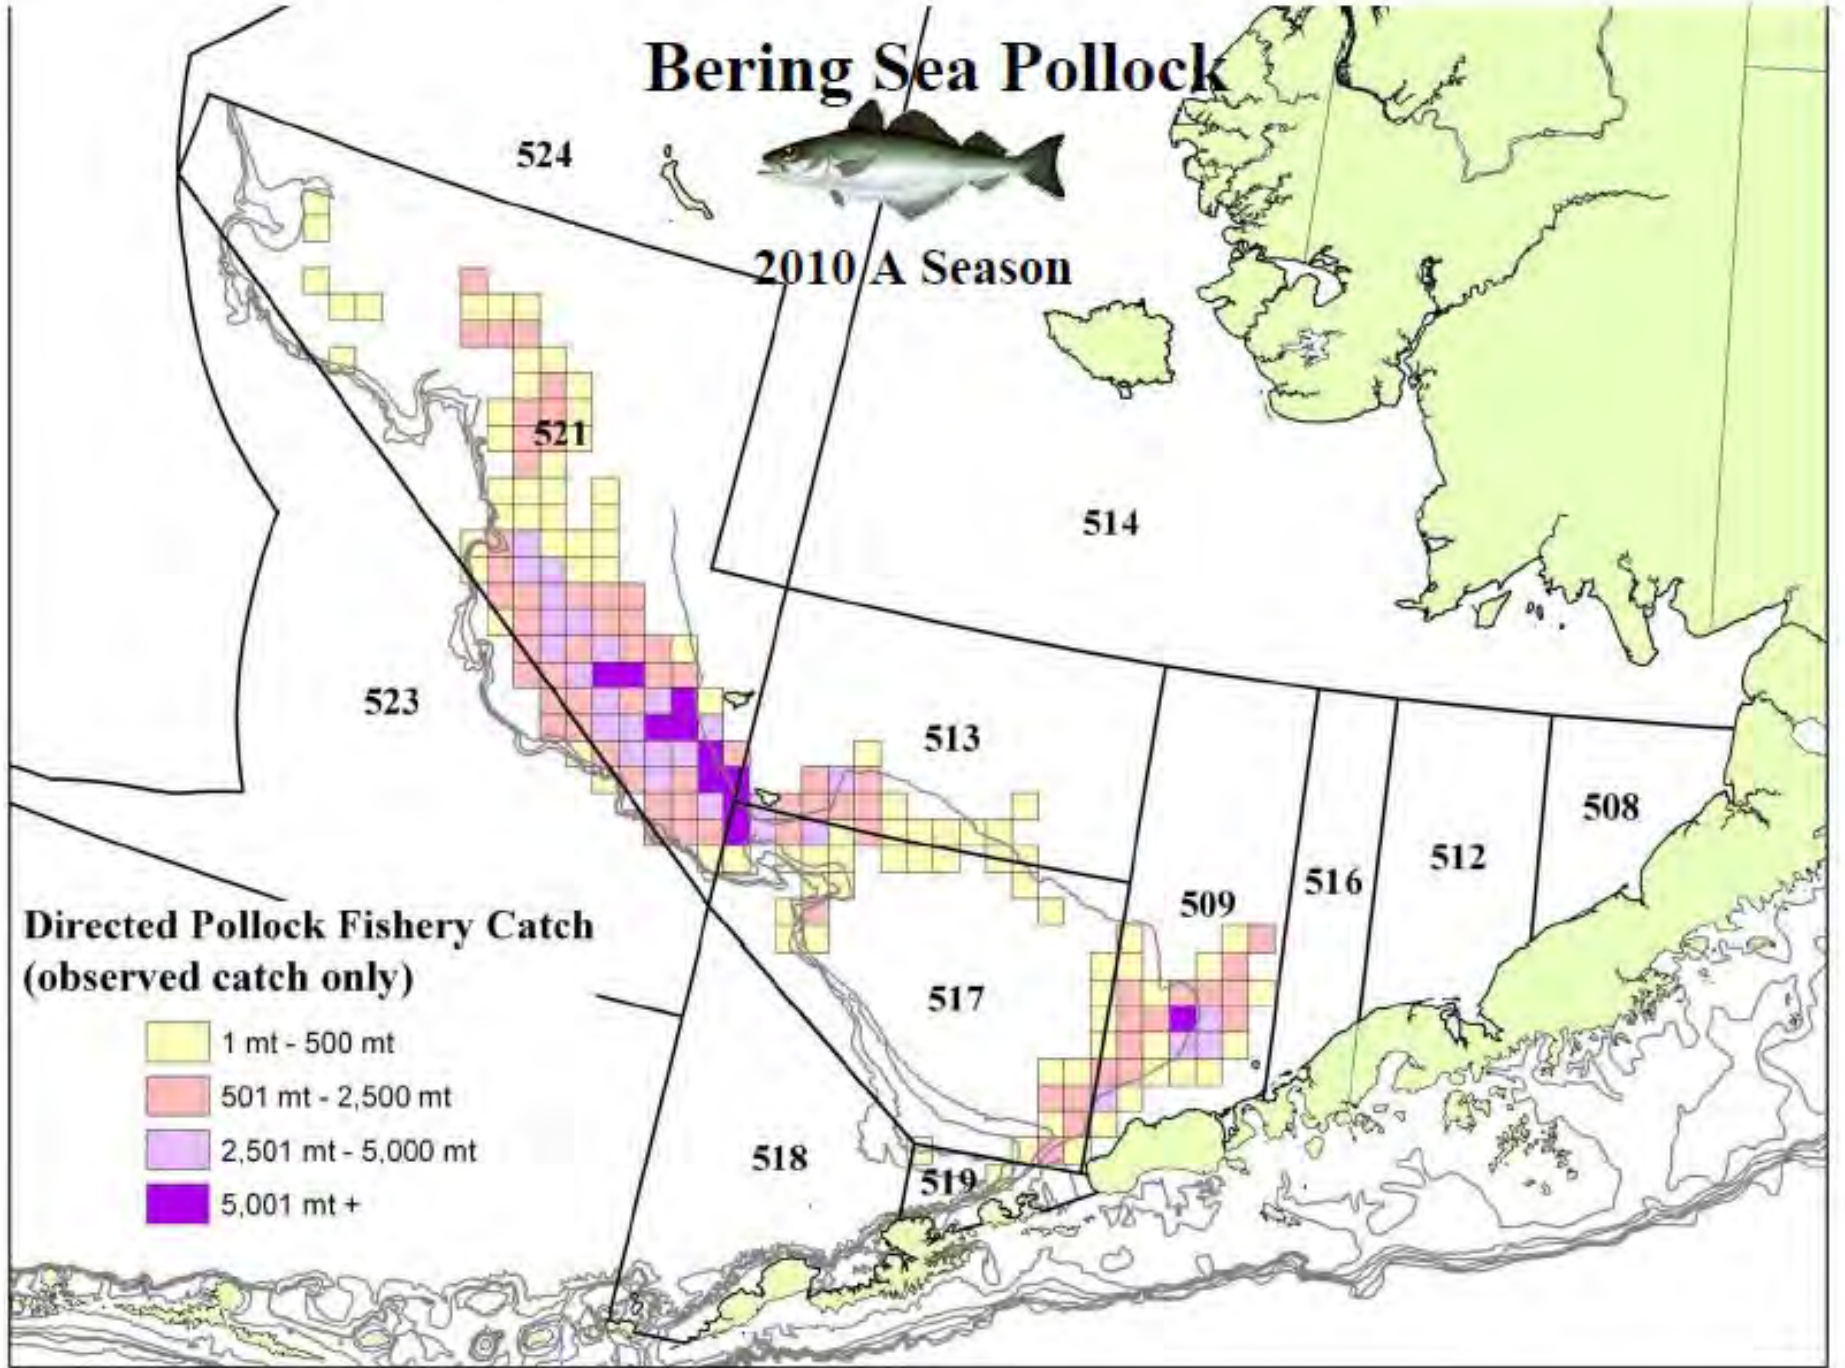 Bering Sea Pollock
524
2010 A Season
521
514
523
513
508
512
516
509
Directed Pollock Fishery Catch
(observed catch only)
517
1 mt - 500 mt
501 mt - 2,500 mt
2,501 mt - 5,000 mt
518
519
5,001 mt +